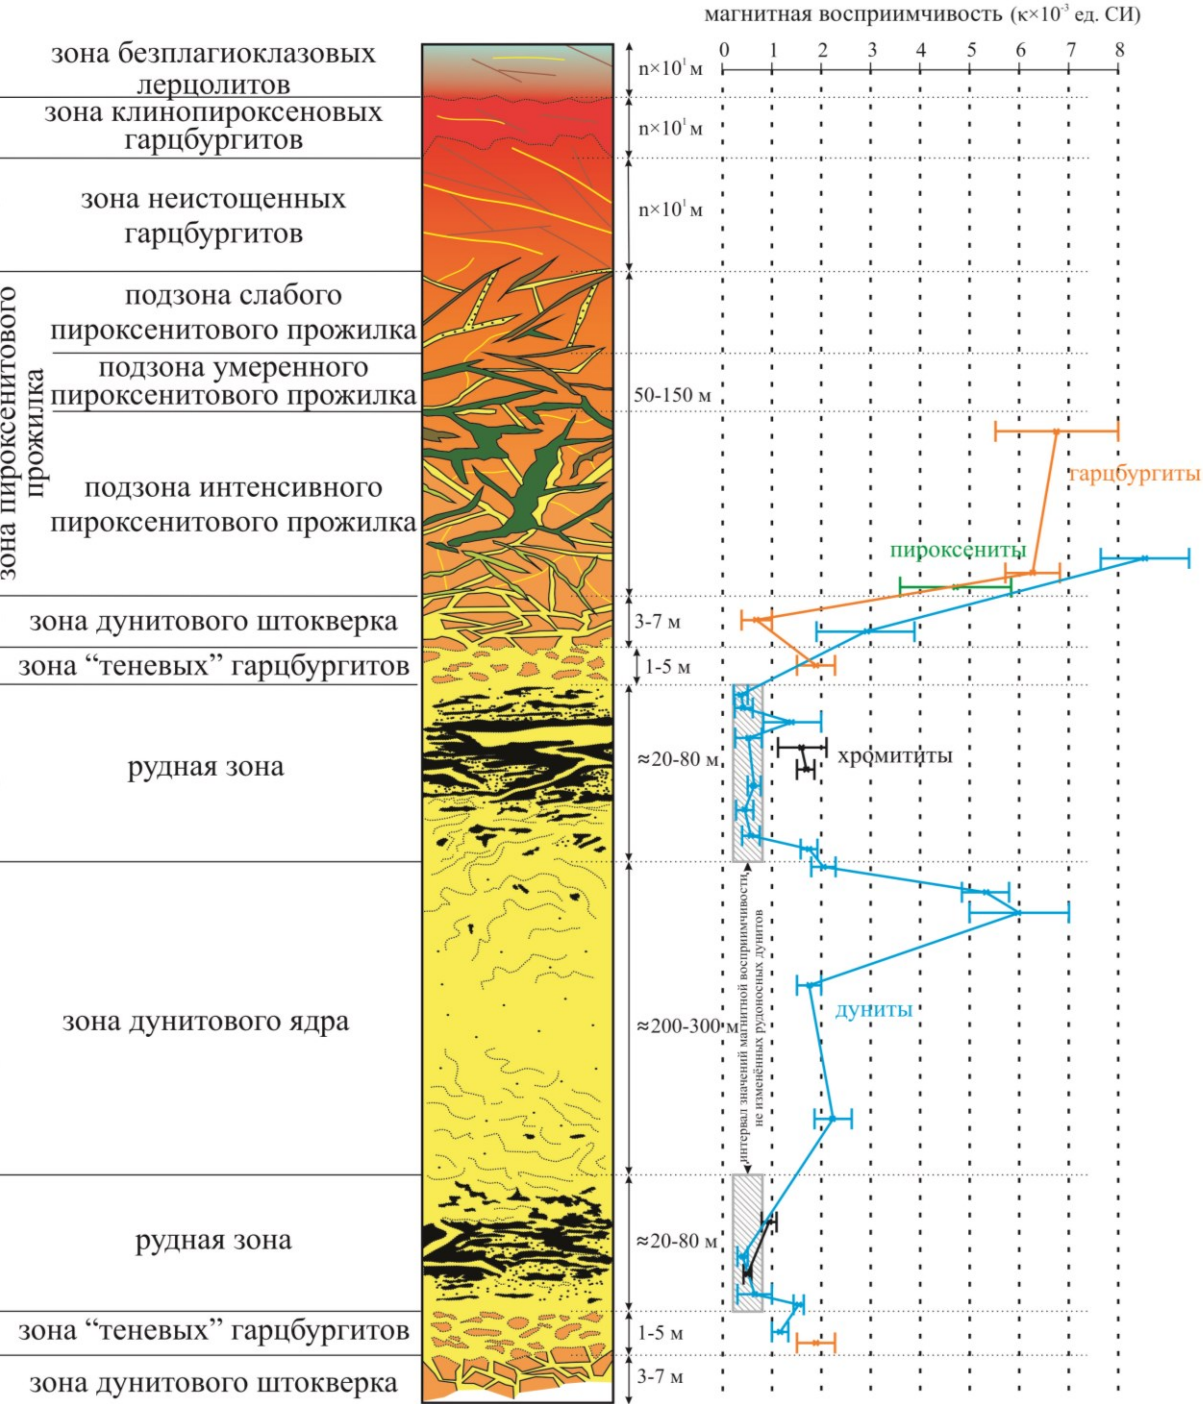 магнитная восприимчивость (κ×10⁻³ ед. СИ)
0 1 2 3 4 5 6 7 8
зона безплагиоклазовых
лерцолитов
n×10¹ м
зона клинопироксеновых
гарцбургитов
n×10¹ м
зона неистощенных
гарцбургитов
n×10¹ м
зона пироксенитового
прожилка
подзона слабого
пироксенитового прожилка
подзона умеренного
пироксенитового прожилка
50-150 м
подзона интенсивного
пироксенитового прожилка
гарцбургиты
пироксениты
зона дунитового штокверка
3-7 м
зона “теневых” гарцбургитов
1-5 м
рудная зона
≈20-80 м
хромититы
зона дунитового ядра
≈200-300 м
интервал значений магнитной восприимчивости
не изменённых рудоносных дунитов
дуниты
рудная зона
≈20-80 м
зона “теневых” гарцбургитов
1-5 м
зона дунитового штокверка
3-7 м